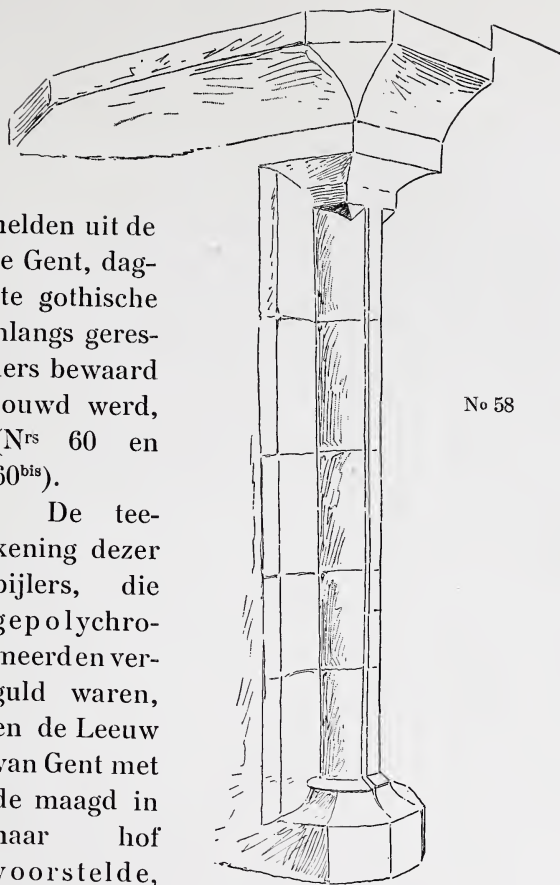 uit de
e Gent, dag-
te gothische
nlangs geres-
ers bewaard
ouwd werd,
(Nrs 60 en
60bis).
De tee-
kening dezer
pijlers, die
gepolychro-
meerd en ver-
guld waren,
en de Leeuw
van Gent met
de maagd in
haar hof
voorstelde,
No 58